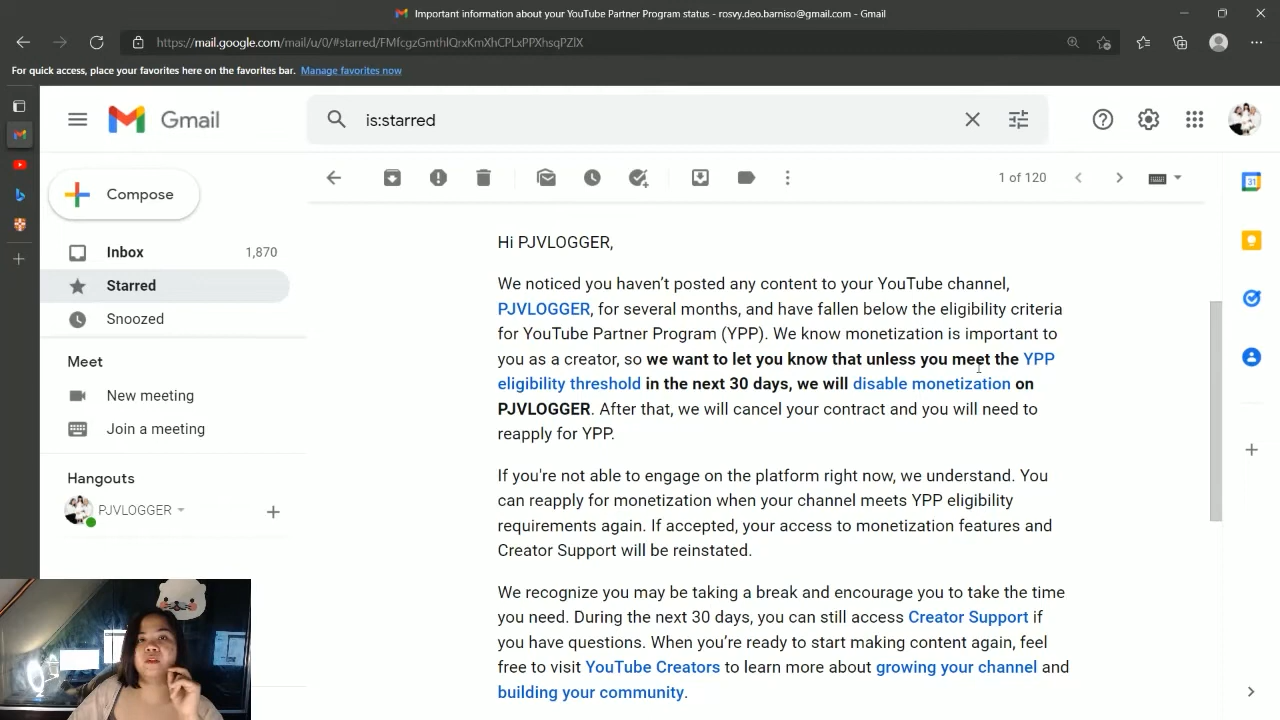 Important information about your YouTube Partner Program status - rosvy.deo.barniso@gmail.com - Gmail
https://mail.google.com/mail/u/0/#starred/FMfcgzGmthlQrxKmXhCPLxPPXhsqPZlX
For quick access, place your favorites here on the favorites bar. Manage favorites now
Gmail
is:starred
Compose
1 of 120
Inbox 1,870
Starred
Snoozed
Meet
New meeting
Join a meeting
Hangouts
PJVLOGGER
Hi PJVLOGGER,
We noticed you haven’t posted any content to your YouTube channel,
PJVLOGGER, for several months, and have fallen below the eligibility criteria
for YouTube Partner Program (YPP). We know monetization is important to
you as a creator, so we want to let you know that unless you meet the YPP
eligibility threshold in the next 30 days, we will disable monetization on
PJVLOGGER. After that, we will cancel your contract and you will need to
reapply for YPP.
If you're not able to engage on the platform right now, we understand. You
can reapply for monetization when your channel meets YPP eligibility
requirements again. If accepted, your access to monetization features and
Creator Support will be reinstated.
We recognize you may be taking a break and encourage you to take the time
you need. During the next 30 days, you can still access Creator Support if
you have questions. When you’re ready to start making content again, feel
free to visit YouTube Creators to learn more about growing your channel and
building your community.
31